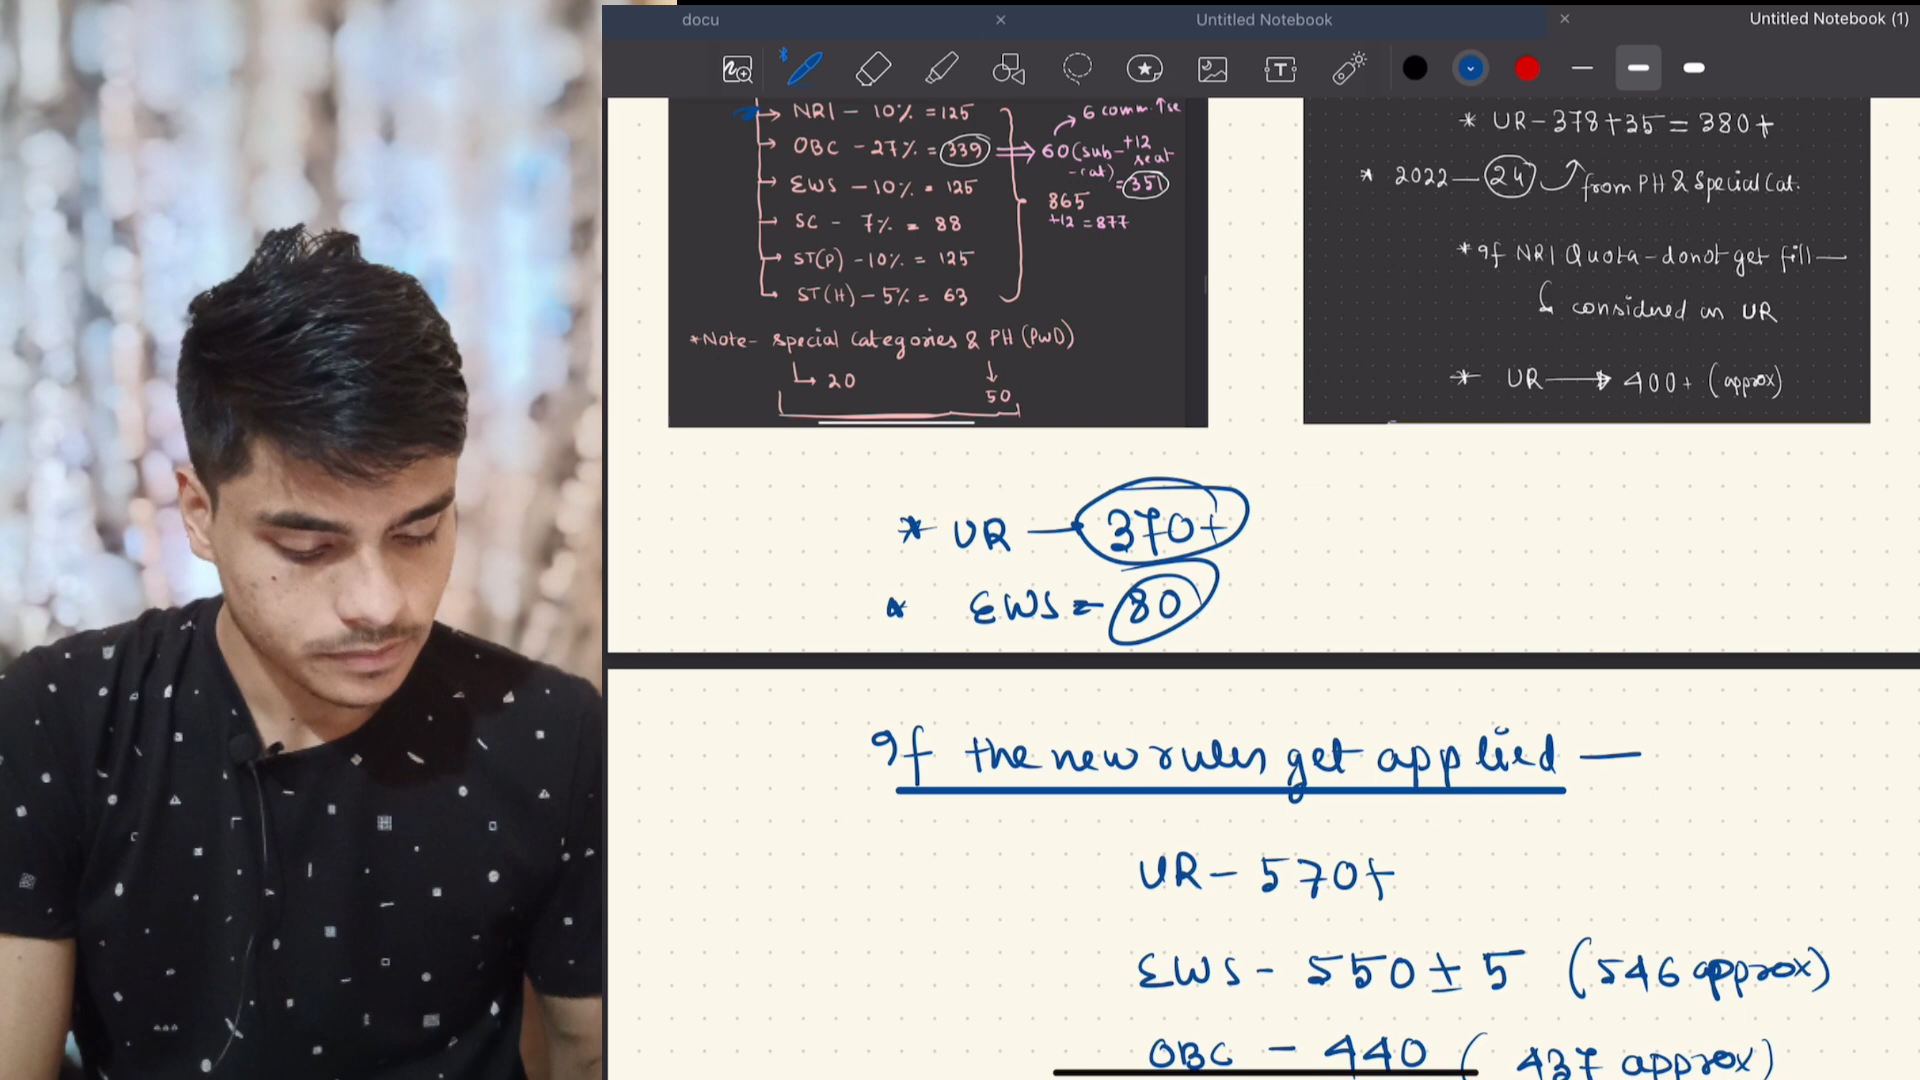 docu
Untitled Notebook
Untitled Notebook (1)
NRI - 10% = 125
OBC - 27% = 339
EWS - 10% = 125
SC - 7% = 88
ST(P) - 10% = 125
ST(H) - 5% = 63
6 comm ↑se
60 (sub-cat) +12 seat
= 351
865
+12 = 877
*Note- special categories & PH (PwD)
20
50
* UR - 378 + 35 = 380+
* 2022 — 24 from PH & Special Cat.
* If NRI Quota - donot get fill —
considered on UR
* UR → 400+ (approx)
* UR — 370+
* EWS = 80
If the new rules get applied —
UR - 570+
EWS - 550 ± 5 (546 approx)
OBC - 440 (437 approx)